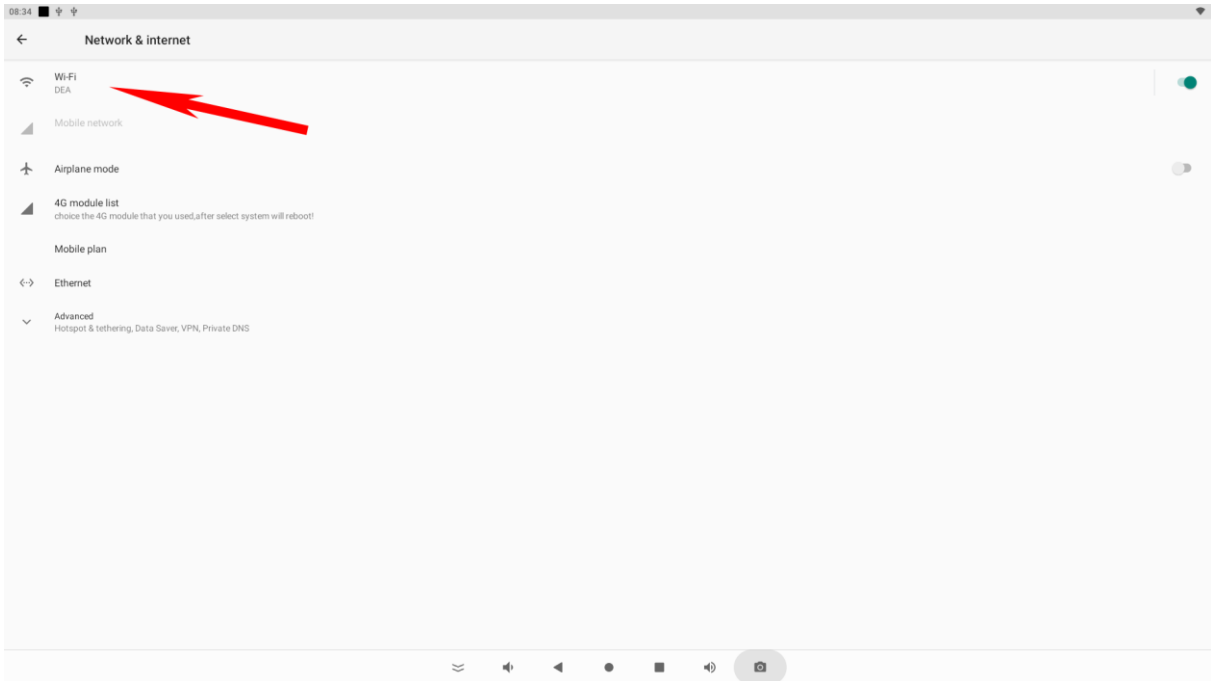 08:34
Network & internet
Wi-Fi
DEA
Mobile network
Airplane mode
4G module list
choice the 4G module that you used,after select system will reboot!
Mobile plan
Ethernet
Advanced
Hotspot & tethering, Data Saver, VPN, Private DNS